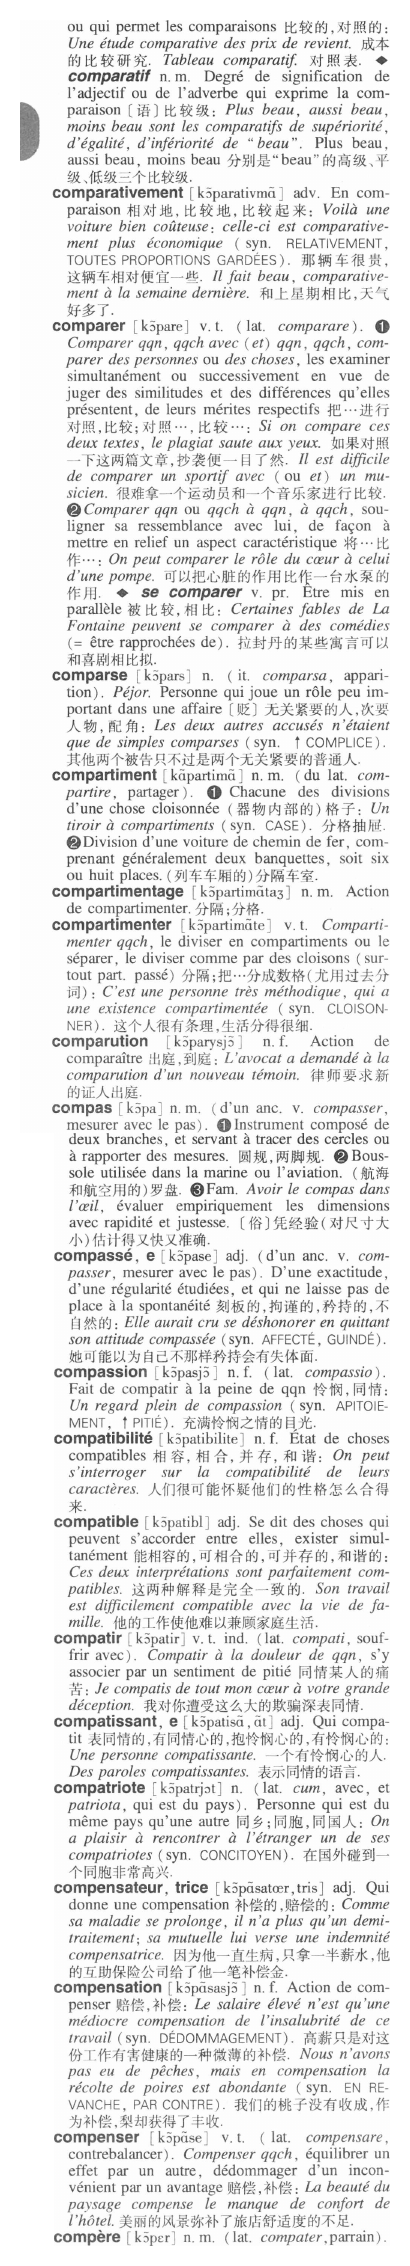 ou qui permet les comparaisons 比较的,对照的:
Une étude comparative des prix de revient. 成本
的比较研究. Tableau comparatif. 对照表. ◆
comparatif n. m. Degré de signification de
l'adjectif ou de l'adverbe qui exprime la com-
paraison [语]比较级: Plus beau, aussi beau,
moins beau sont les comparatifs de supériorité,
d'égalité, d'infériorité de “beau”. Plus beau,
aussi beau, moins beau 分别是“beau”的高级、平
级、低级三个比较级.
comparativement [kɔ̃parativmɑ̃] adv. En com-
paraison 相对地,比较地,比较起来: Voilà une
voiture bien coûteuse: celle-ci est comparative-
ment plus économique (syn. RELATIVEMENT,
TOUTES PROPORTIONS GARDÉES). 那辆车很贵,
这辆车相对便宜一些. Il fait beau, comparative-
ment à la semaine dernière. 和上星期相比,天气
好多了.
comparer [kɔ̃pare] v. t. (lat. comparare). ❶
Comparer qqn, qqch avec (et) qqn, qqch, com-
parer des personnes ou des choses, les examiner
simultanément ou successivement en vue de
juger des similitudes et des différences qu'elles
présentent, de leurs mérites respectifs 把…进行
对照,比较;对照…,比较…: Si on compare ces
deux textes, le plagiat saute aux yeux. 如果对照
一下这两篇文章,抄袭便一目了然. Il est difficile
de comparer un sportif avec (ou et) un mu-
sicien. 很难拿一个运动员和一个音乐家进行比较.
❷Comparer qqn ou qqch à qqn, à qqch, sou-
ligner sa ressemblance avec lui, de façon à
mettre en relief un aspect caractéristique 将…比
作…: On peut comparer le rôle du cœur à celui
d'une pompe. 可以把心脏的作用比作一台水泵的
作用. ◆ se comparer v. pr. Être mis en
parallèle 被比较,相比: Certaines fables de La
Fontaine peuvent se comparer à des comédies
(= être rapprochées de). 拉封丹的某些寓言可以
和喜剧相比拟.
comparse [kɔ̃pars] n. (it. comparsa, appari-
tion). Péjor. Personne qui joue un rôle peu im-
portant dans une affaire [贬]无关紧要的人,次要
人物,配角: Les deux autres accusés n'étaient
que de simples comparses (syn. ↑COMPLICE).
其他两个被告只不过是两个无关紧要的普通人.
compartiment [kɔ̃partimɑ̃] n. m. (du lat. com-
partire, partager). ❶ Chacune des divisions
d'une chose cloisonnée (器物内部的)格子: Un
tiroir à compartiments (syn. CASE). 分格抽屉.
❷Division d'une voiture de chemin de fer, com-
prenant généralement deux banquettes, soit six
ou huit places. (列车车厢的)分隔车室.
compartimentage [kɔ̃partimɑ̃taʒ] n. m. Action
de compartimenter. 分隔;分格.
compartimenter [kɔ̃partimɑ̃te] v. t. Comparti-
menter qqch, le diviser en compartiments ou le
séparer, le diviser comme par des cloisons (sur-
tout part. passé) 分隔;把…分成数格(尤用过去分
词): C'est une personne très méthodique, qui a
une existence compartimentée (syn. CLOISON-
NER). 这个人很有条理,生活分得很细.
comparution [kɔ̃parysjɔ̃] n. f. Action de
comparaître 出庭,到庭: L'avocat a demandé à la
comparution d'un nouveau témoin. 律师要求新
的证人出庭.
compas [kɔ̃pa] n. m. (d'un anc. v. compasser,
mesurer avec le pas). ❶Instrument composé de
deux branches, et servant à tracer des cercles ou
à rapporter des mesures. 圆规,两脚规. ❷Bous-
sole utilisée dans la marine ou l'aviation. (航海
和航空用的)罗盘. ❸Fam. Avoir le compas dans
l'œil, évaluer empiriquement les dimensions
avec rapidité et justesse. [俗]凭经验(对尺寸大
小)估计得又快又准确.
compassé, e [kɔ̃pase] adj. (d'un anc. v. com-
passer, mesurer avec le pas). D'une exactitude,
d'une régularité étudiées, et qui ne laisse pas de
place à la spontanéité 刻板的,拘谨的,矜持的,不
自然的: Elle aurait cru se déshonorer en quittant
son attitude compassée (syn. AFFECTÉ, GUINDÉ).
她可能以为自己不那样矜持会有失体面.
compassion [kɔ̃pasjɔ̃] n. f. (lat. compassio).
Fait de compatir à la peine de qqn 怜悯,同情:
Un regard plein de compassion (syn. APITOIE-
MENT, ↑PITIÉ). 充满怜悯之情的目光.
compatibilité [kɔ̃patibilite] n. f. État de choses
compatibles 相容,相合,并存,和谐: On peut
s'interroger sur la compatibilité de leurs
caractères. 人们很可能怀疑他们的性格怎么合得
来.
compatible [kɔ̃patibl] adj. Se dit des choses qui
peuvent s'accorder entre elles, exister simul-
tanément 能相容的,可相合的,可并存的,和谐的:
Ces deux interprétations sont parfaitement com-
patibles. 这两种解释是完全一致的. Son travail
est difficilement compatible avec la vie de fa-
mille. 他的工作使他难以兼顾家庭生活.
compatir [kɔ̃patir] v. t. ind. (lat. compati, souf-
frir avec). Compatir à la douleur de qqn, s'y
associer par un sentiment de pitié 同情某人的痛
苦: Je compatis de tout mon cœur à votre grande
déception. 我对你遭受这么大的欺骗深表同情.
compatissant, e [kɔ̃patisɑ̃, ɑ̃t] adj. Qui compa-
tit 表同情的,有同情心的,抱怜悯心的,有怜悯心的:
Une personne compatissante. 一个有怜悯心的人.
Des paroles compatissantes. 表示同情的语言.
compatriote [kɔ̃patrjɔt] n. (lat. cum, avec, et
patriota, qui est du pays). Personne qui est du
même pays qu'une autre 同乡;同胞,同国人: On
a plaisir à rencontrer à l'étranger un de ses
compatriotes (syn. CONCITOYEN). 在国外碰到一
个同胞非常高兴.
compensateur, trice [kɔ̃pɑ̃satœr,tris] adj. Qui
donne une compensation 补偿的,赔偿的: Comme
sa maladie se prolonge, il n'a plus qu'un demi-
traitement; sa mutuelle lui verse une indemnité
compensatrice. 因为他一直生病,只拿一半薪水,他
的互助保险公司给了他一笔补偿金.
compensation [kɔ̃pɑ̃sasjɔ̃] n. f. Action de com-
penser 赔偿,补偿: Le salaire élevé n'est qu'une
médiocre compensation de l'insalubrité de ce
travail (syn. DÉDOMMAGEMENT). 高薪只是对这
份工作有害健康的一种微薄的补偿. Nous n'avons
pas eu de pêches, mais en compensation la
récolte de poires est abondante (syn. EN RE-
VANCHE, PAR CONTRE). 我们的桃子没有收成,作
为补偿,梨却获得了丰收.
compenser [kɔ̃pɑ̃se] v. t. (lat. compensare,
contrebalancer). Compenser qqch, équilibrer un
effet par un autre, dédommager d'un incon-
vénient par un avantage 赔偿,补偿: La beauté du
paysage compense le manque de confort de
l'hôtel. 美丽的风景弥补了旅店舒适度的不足.
compère [kɔ̃pɛr] n. m. (lat. compater,parrain).